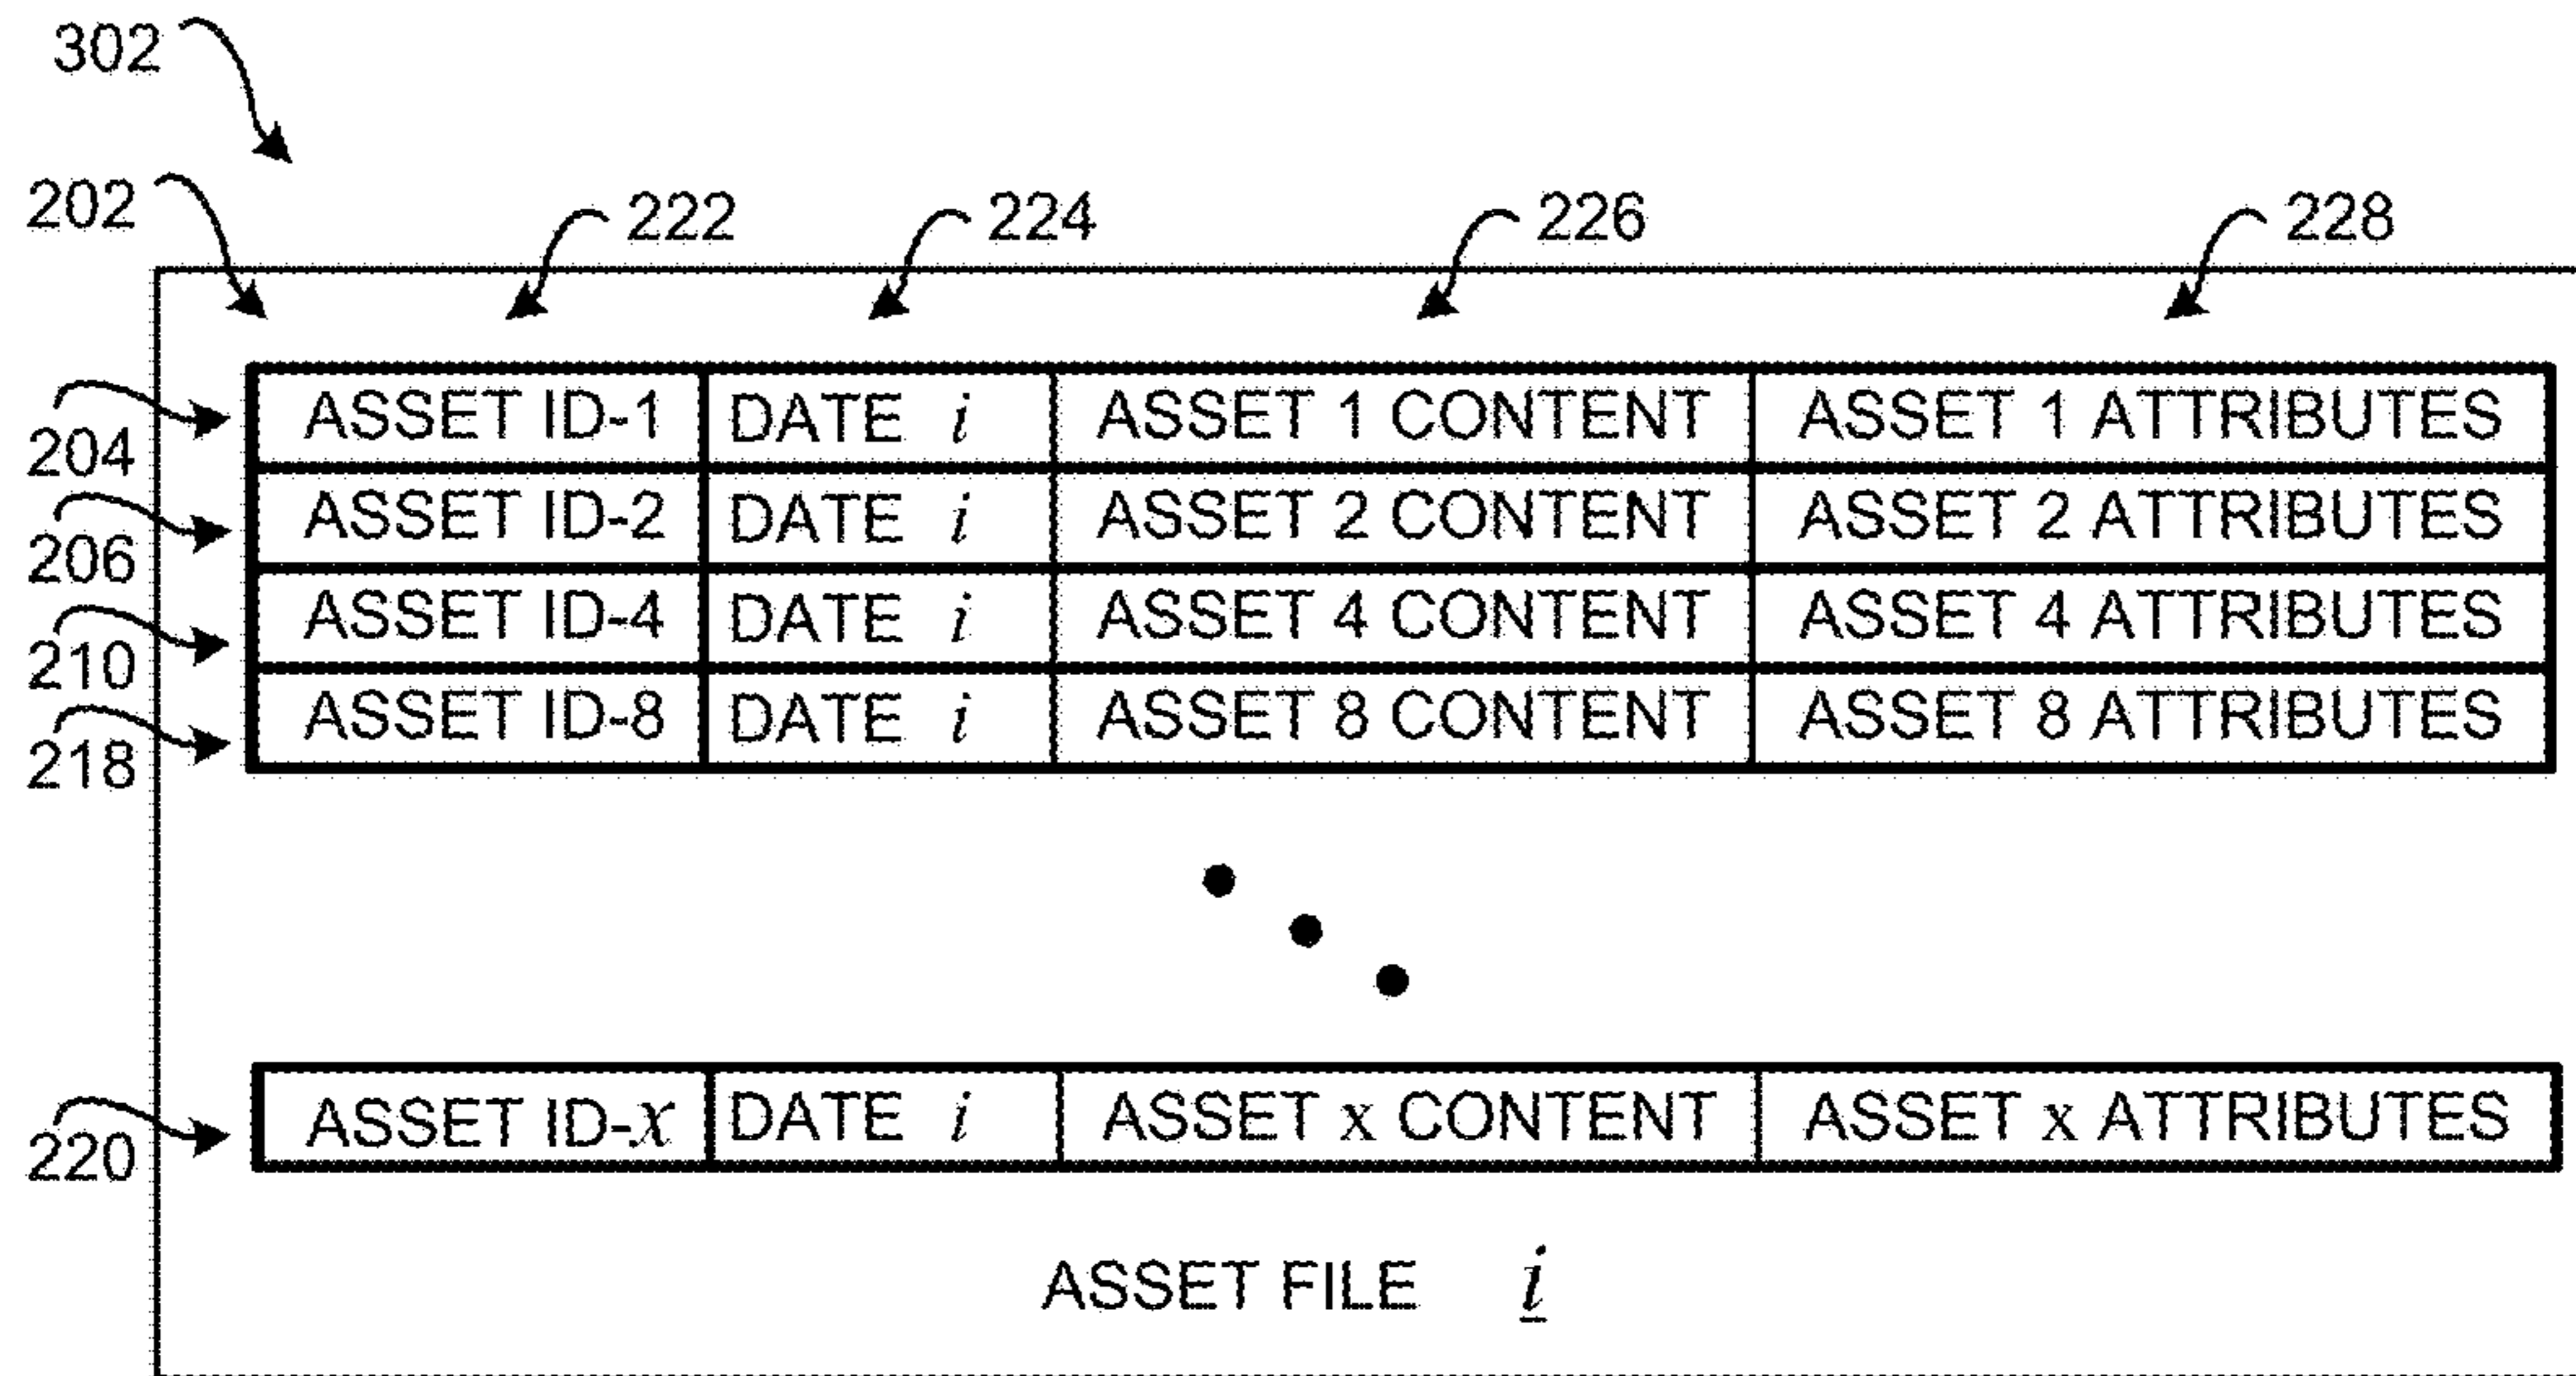 302
202 222 224 226 228
204 ASSET ID-1 DATE i ASSET 1 CONTENT ASSET 1 ATTRIBUTES
206 ASSET ID-2 DATE i ASSET 2 CONTENT ASSET 2 ATTRIBUTES
210 ASSET ID-4 DATE i ASSET 4 CONTENT ASSET 4 ATTRIBUTES
218 ASSET ID-8 DATE i ASSET 8 CONTENT ASSET 8 ATTRIBUTES
220 ASSET ID-x DATE i ASSET x CONTENT ASSET x ATTRIBUTES
ASSET FILE i